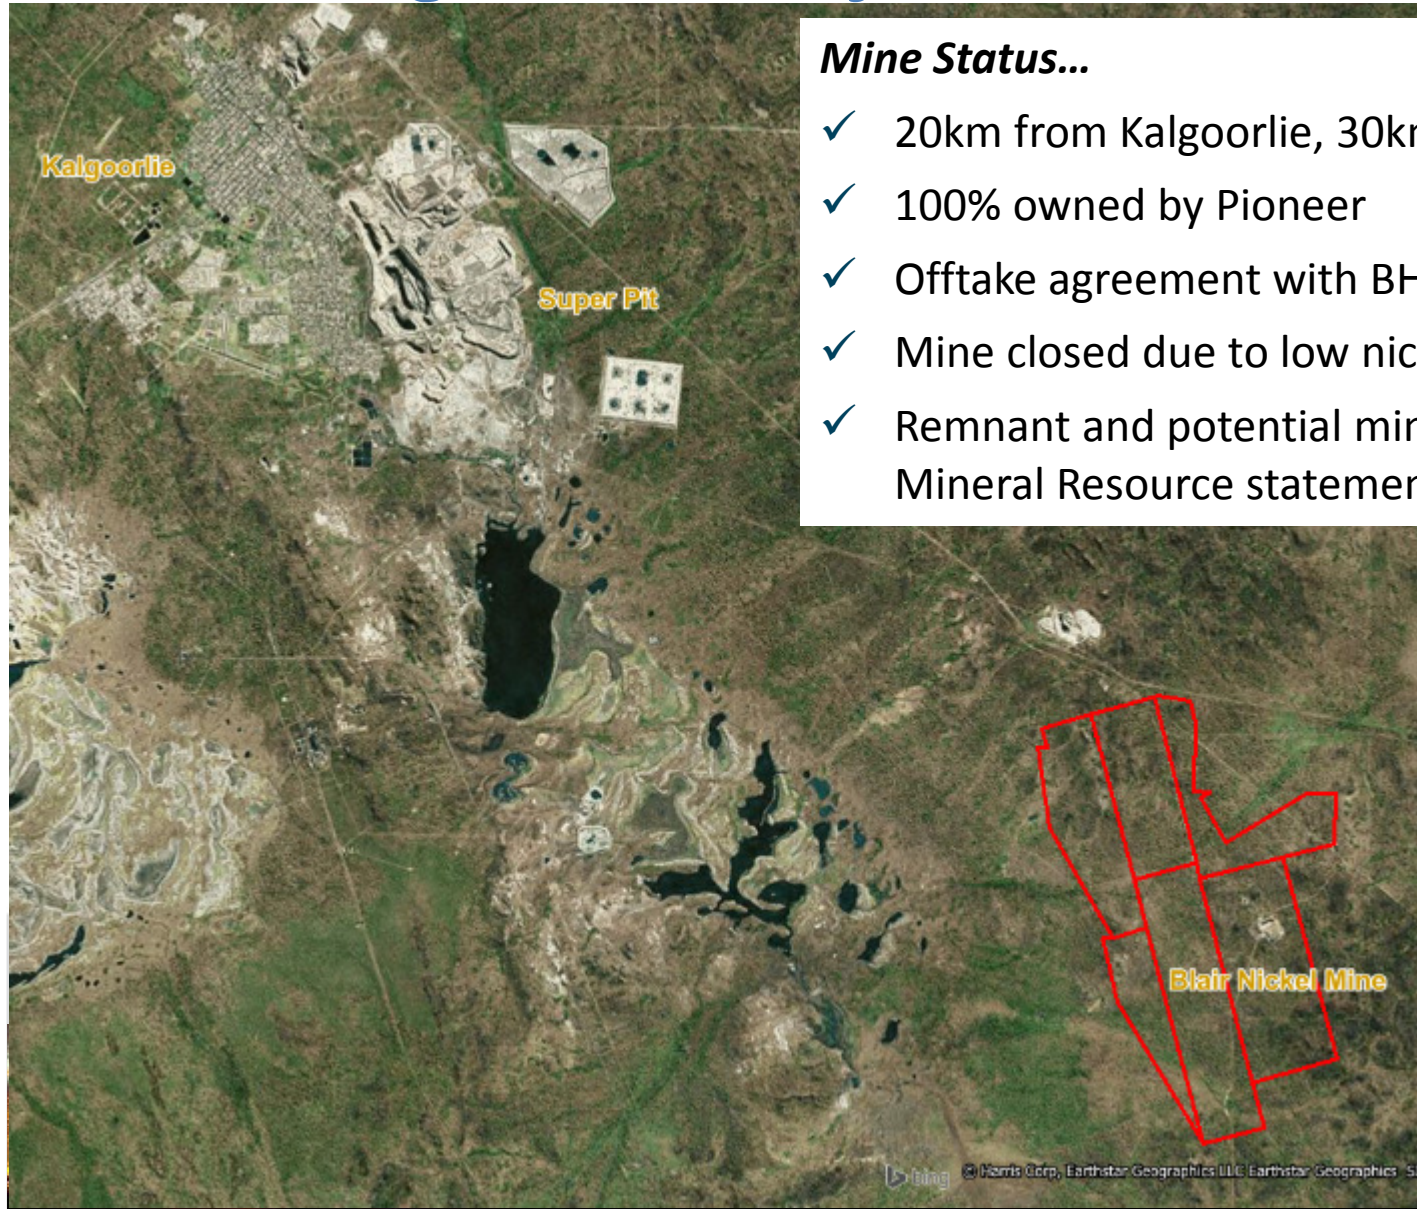 Mine Status...
20km from Kalgoorlie, 30k
100% owned by Pioneer
Offtake agreement with BH
Mine closed due to low nic
Remnant and potential min
Mineral Resource statemen
Kalgoorlie
Super Pit
Blair Nickel Mine
bing © Harris Corp, Earthstar Geographics LLC Earthstar Geographics S